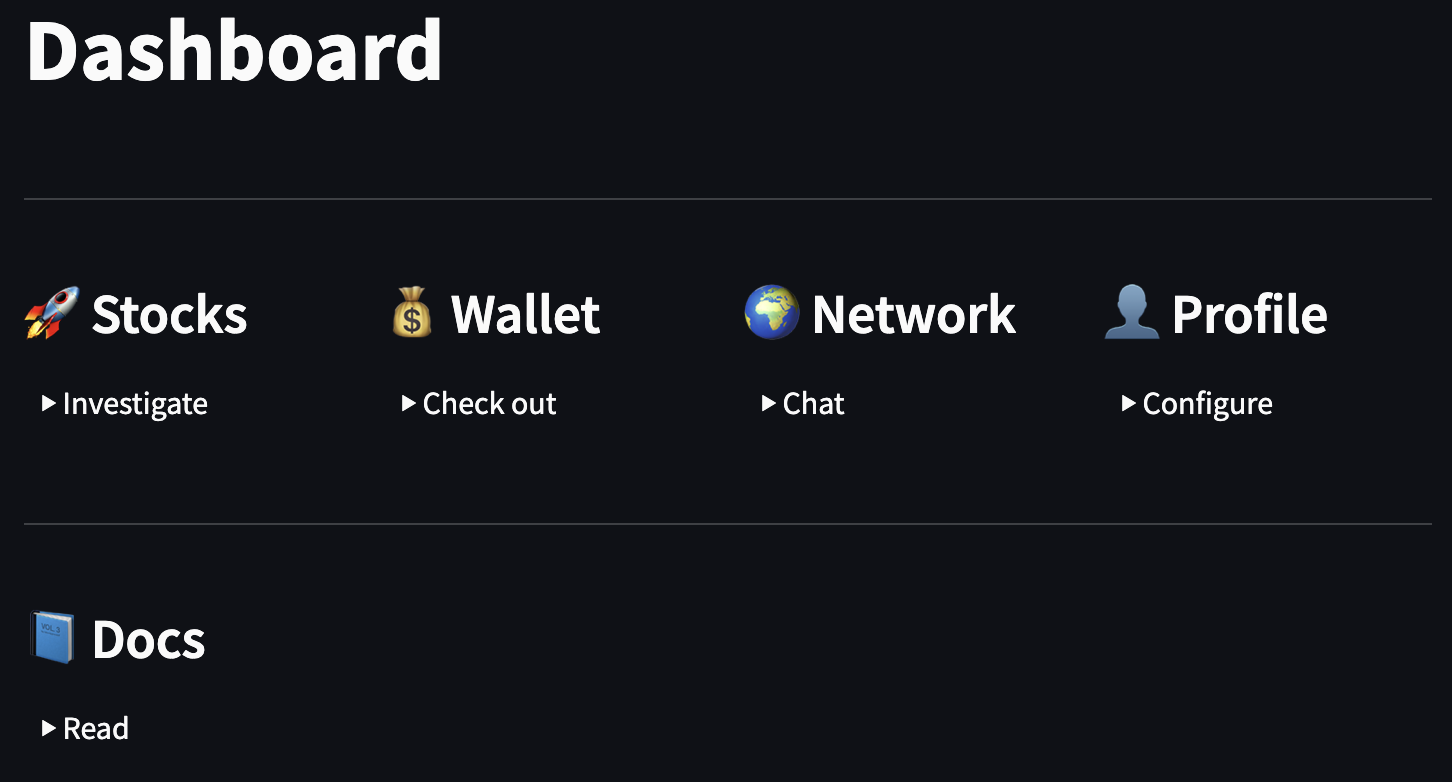 Dashboard
🚀 Stocks
💰 Wallet
🌍 Network
👤 Profile
▶ Investigate
▶ Check out
▶ Chat
▶ Configure
📘 Docs
▶ Read